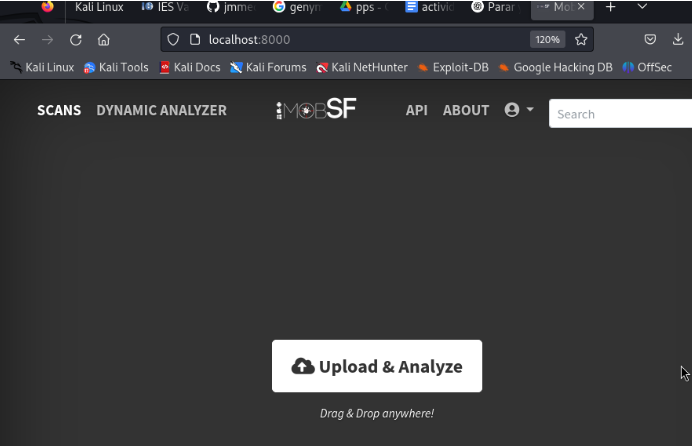 Kali Linux IES Va jmme genyn pps - activid Parar Mob
localhost:8000 120%
Kali Linux Kali Tools Kali Docs Kali Forums Kali NetHunter Exploit-DB Google Hacking DB OffSec
SCANS DYNAMIC ANALYZER MOBSF API ABOUT Search
Upload & Analyze
Drag & Drop anywhere!